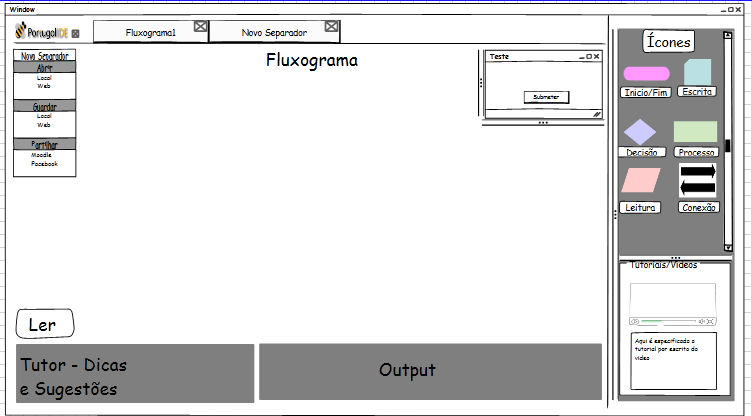 Window
PortugolIDE
Fluxograma1
Novo Separador
Novo Separador
Abrir
Local
Web
Guardar
Local
Web
Partilhar
Moodle
Facebook
Fluxograma
Teste
Submeter
Ícones
Inicio/Fim
Escrita
Decisão
Processo
Leitura
Conexão
Tutoriais/Videos
Aqui é especificado o
tutorial por escrito do
video
Ler
Tutor - Dicas
e Sugestões
Output